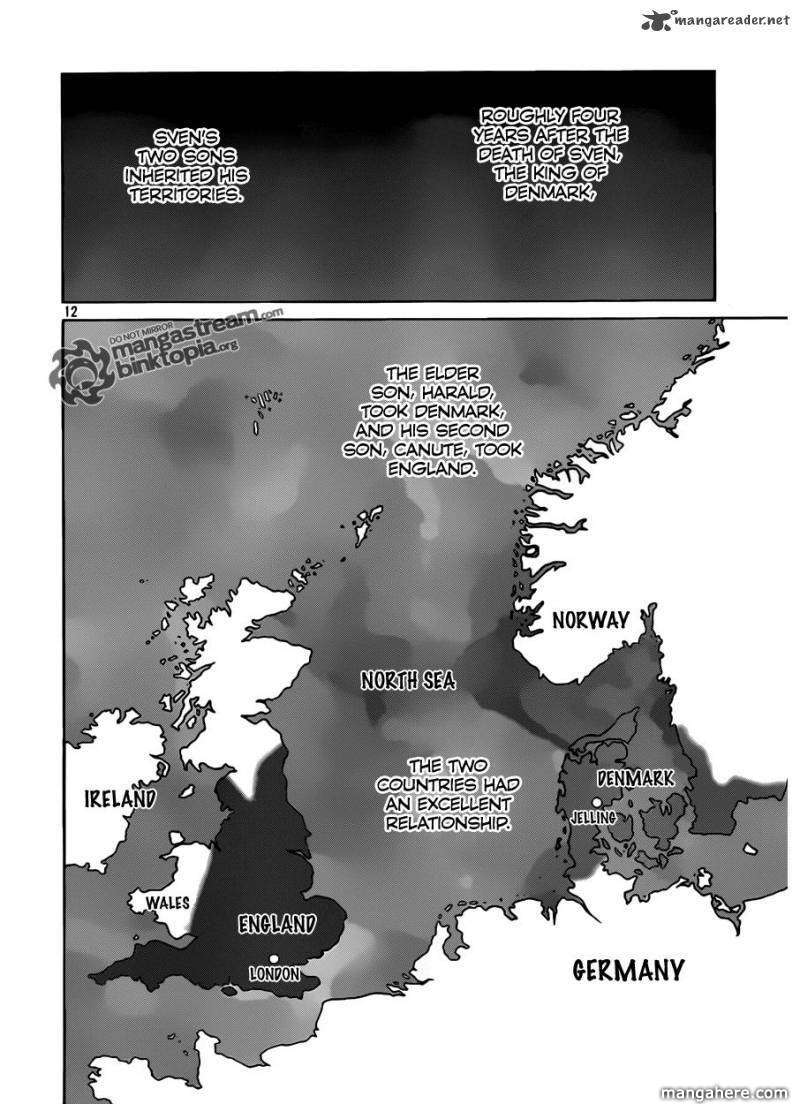 mangareader.net
ROUGHLY FOUR
YEARS AFTER THE
DEATH OF SVEN,
THE KING OF
DENMARK,
SVEN'S
TWO SONS
INHERITED HIS
TERRITORIES.
12
DO NOT MIRROR
mangastream.com
binktopia.org
THE ELDER
SON, HARALD,
TOOK DENMARK,
AND HIS SECOND
SON, CANUTE, TOOK
ENGLAND.
NORWAY
NORTH SEA
THE TWO
COUNTRIES HAD
AN EXCELLENT
RELATIONSHIP.
DENMARK
JELLING
IRELAND
WALES
ENGLAND
LONDON
GERMANY
mangahere.com